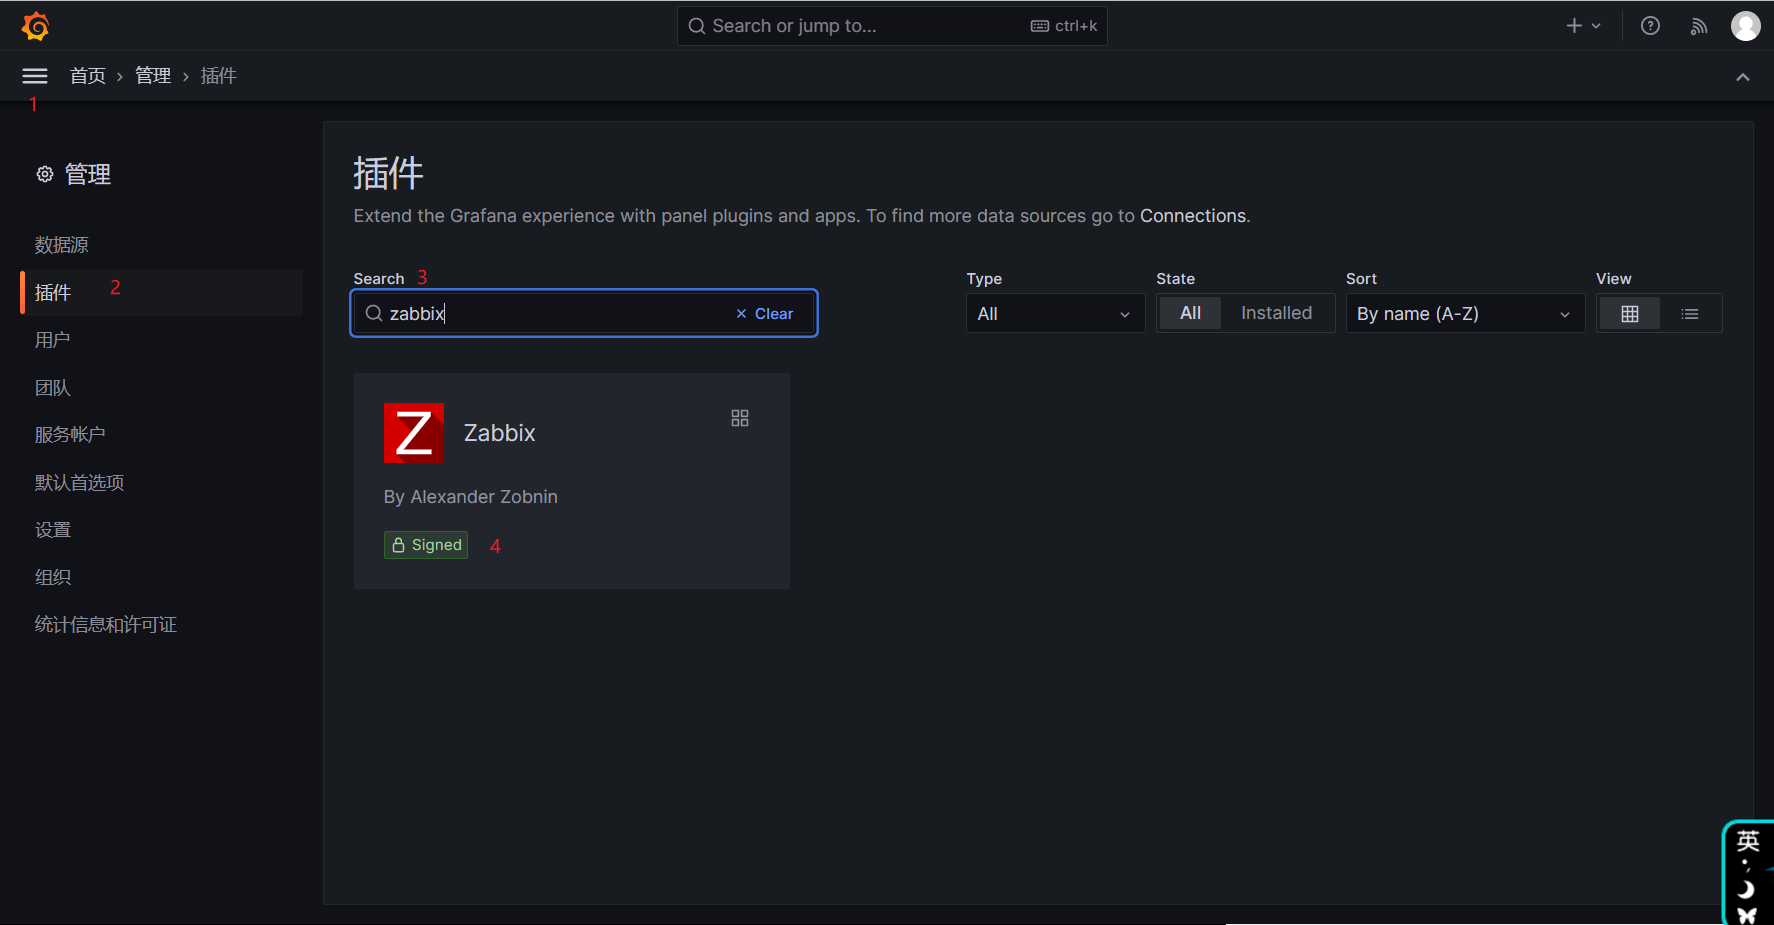 Search or jump to...
ctrl+k
首页 › 管理 › 插件
1
管理
数据源
插件
2
用户
团队
服务帐户
默认首选项
设置
组织
统计信息和许可证
插件
Extend the Grafana experience with panel plugins and apps. To find more data sources go to Connections.
Search
3
zabbix
Clear
Type
All
State
All
Installed
Sort
By name (A-Z)
View
Z
Zabbix
By Alexander Zobnin
Signed
4
英